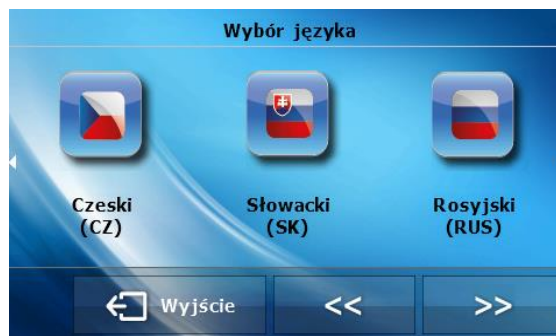 Wybór języka
Czeski
(CZ)
Słowacki
(SK)
Rosyjski
(RUS)
Wyjście
<<
>>